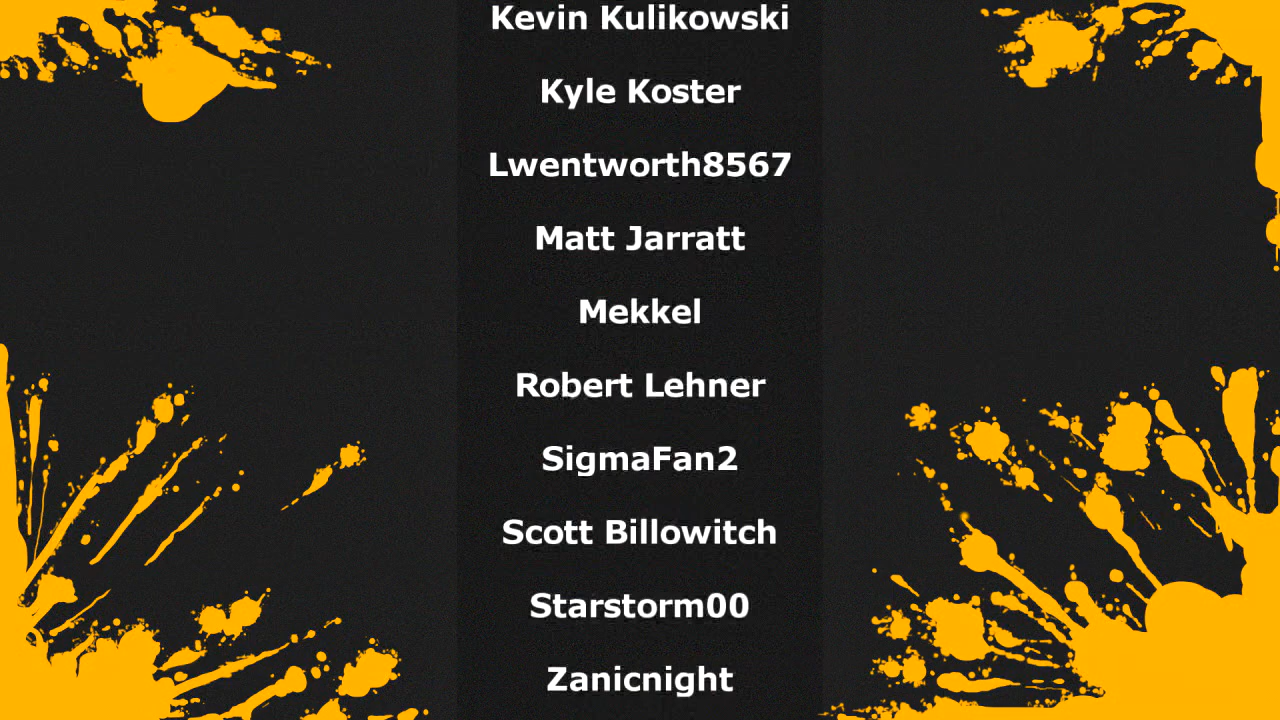 Kevin Kulikowski
Kyle Koster
Lwentworth8567
Matt Jarratt
Mekkel
Robert Lehner
SigmaFan2
Scott Billowitch
Starstorm00
Zanicnight